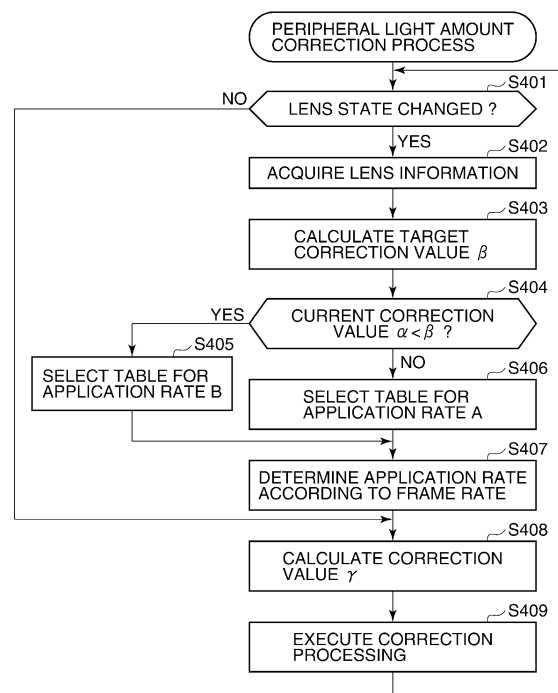 PERIPHERAL LIGHT AMOUNT
CORRECTION PROCESS
S401
NO
LENS STATE CHANGED ?
YES
S402
ACQUIRE LENS INFORMATION
S403
CALCULATE TARGET
CORRECTION VALUE β
S404
YES
CURRENT CORRECTION
VALUE α<β ?
S405
NO
SELECT TABLE FOR
APPLICATION RATE B
S406
SELECT TABLE FOR
APPLICATION RATE A
S407
DETERMINE APPLICATION RATE
ACCORDING TO FRAME RATE
S408
CALCULATE CORRECTION
VALUE γ
S409
EXECUTE CORRECTION
PROCESSING